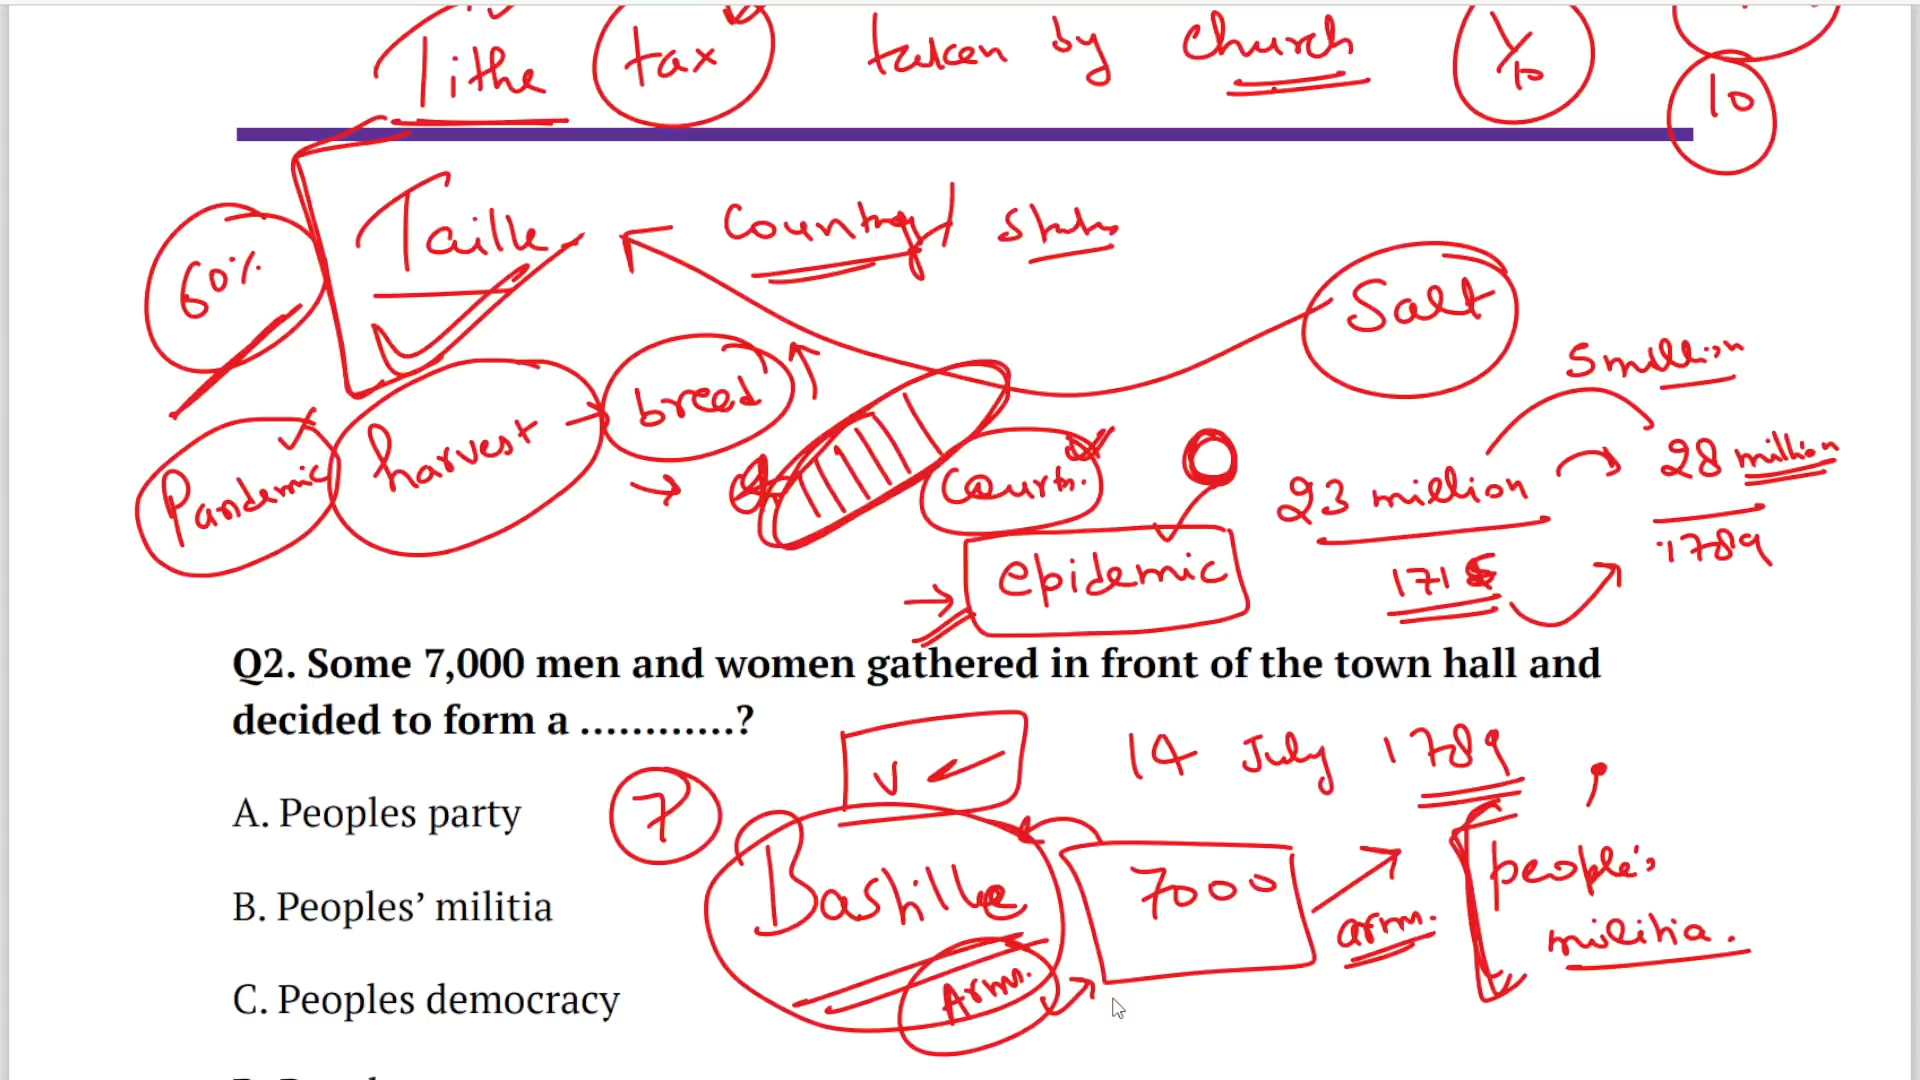 Tithe tax taken by church 1/10 10
Taille Country / State
60%
Salt
5 million
breed
Pandemic harvest
Courts.
23 million 28 million
1715 1789
epidemic
Q2. Some 7,000 men and women gathered in front of the town hall and
decided to form a ............?
14 July 1789
A. Peoples party
7
Bastille 7000 people's
B. Peoples' militia
arm. militia.
C. Peoples democracy
Arm.